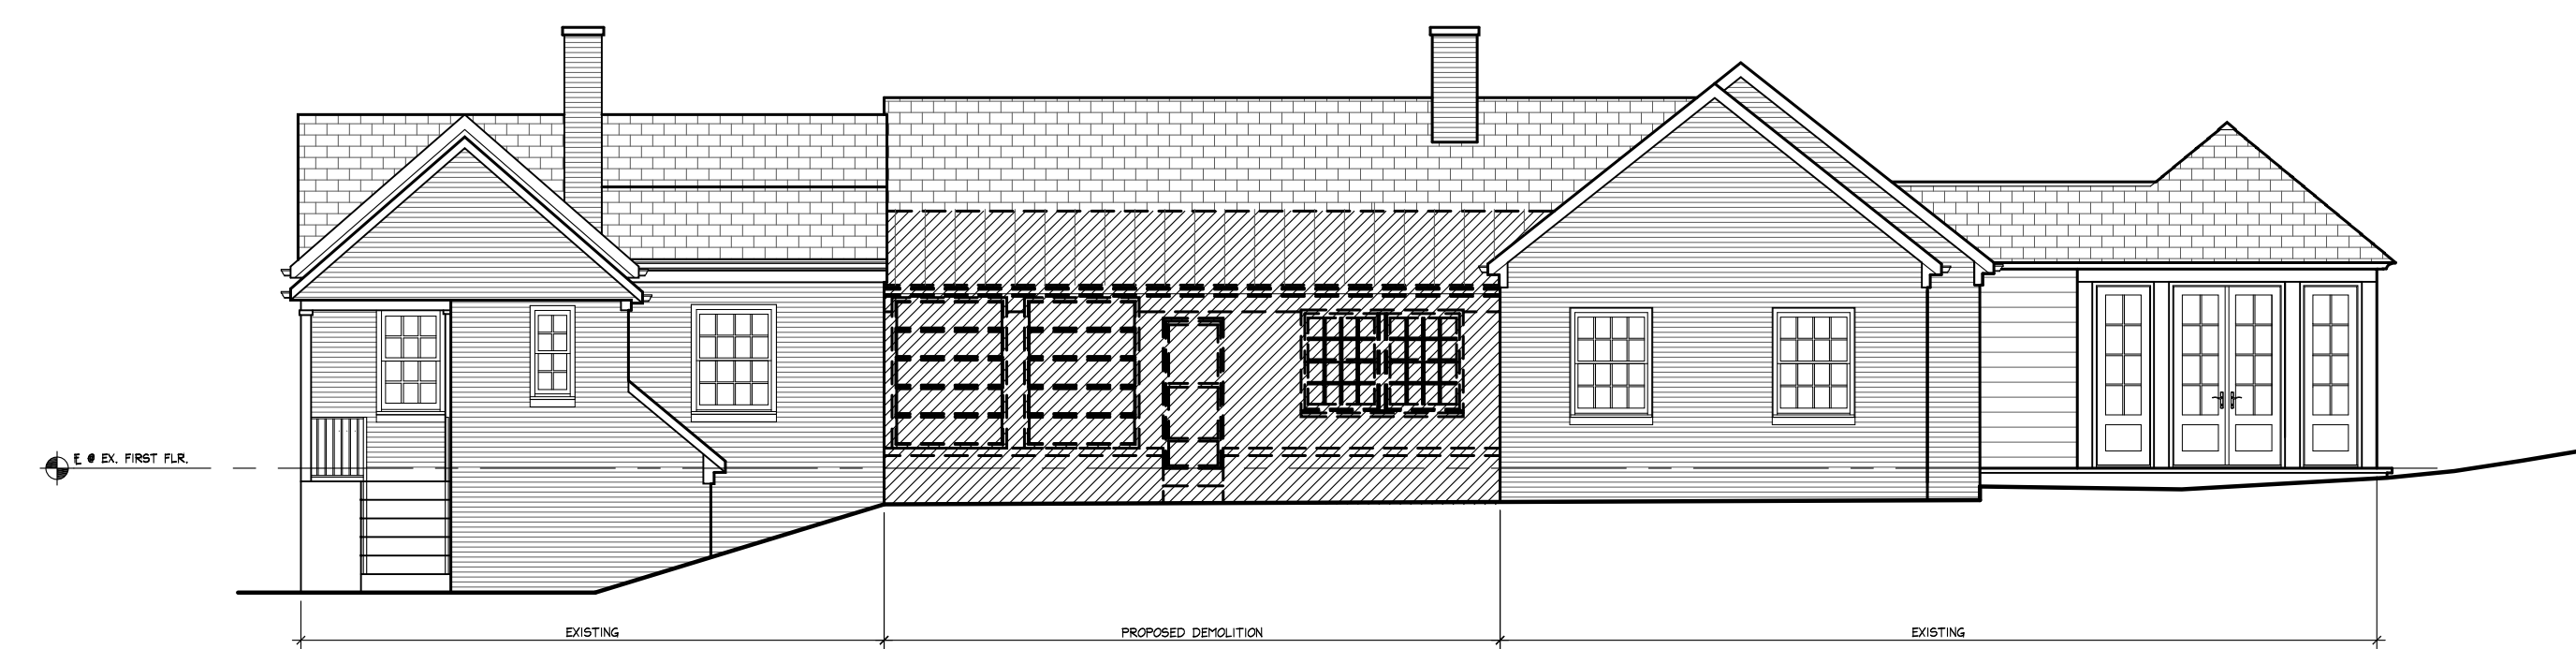 E @ EX. FIRST FLR.
EXISTING
PROPOSED DEMOLITION
EXISTING